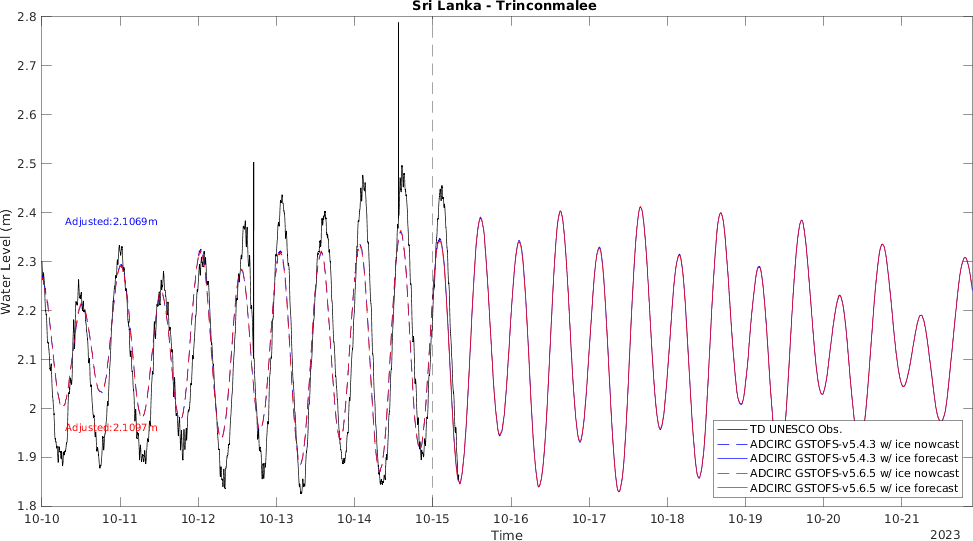 Sri Lanka - Trinconmalee
2.8
2.7
2.6
2.5
2.4
2.3
2.2
2.1
2
1.9
1.8
Water Level (m)
Adjusted:2.1069m
Adjusted:2.1097m
TD UNESCO Obs.
ADCIRC GSTOFS-v5.4.3 w/ ice nowcast
ADCIRC GSTOFS-v5.4.3 w/ ice forecast
ADCIRC GSTOFS-v5.6.5 w/ ice nowcast
ADCIRC GSTOFS-v5.6.5 w/ ice forecast
10-10 10-11 10-12 10-13 10-14 10-15 10-16 10-17 10-18 10-19 10-20 10-21
Time
2023